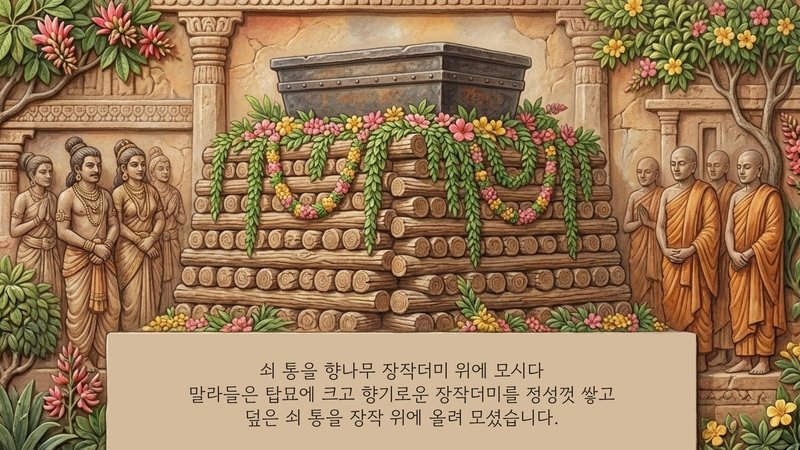 쇠 통을 향나무 장작더미 위에 모시다
말라들은 탑묘에 크고 향기로운 장작더미를 정성껏 쌓고
덮은 쇠 통을 장작 위에 올려 모셨습니다.